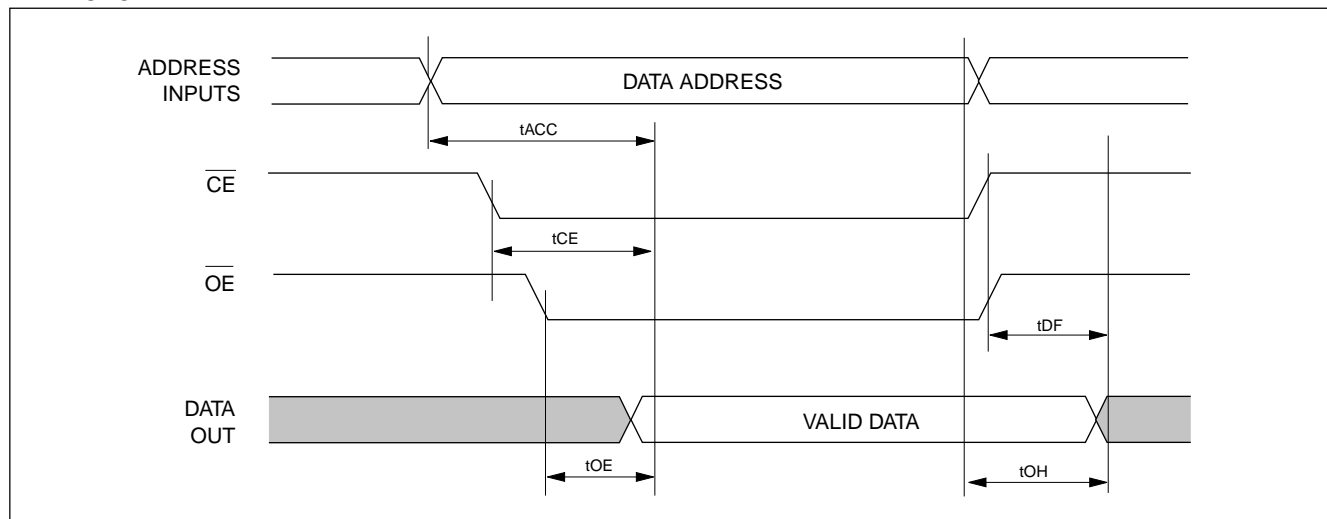 ADDRESS
INPUTS
DATA ADDRESS
tACC
CE
tCE
OE
tDF
DATA
OUT
VALID DATA
tOE
tOH